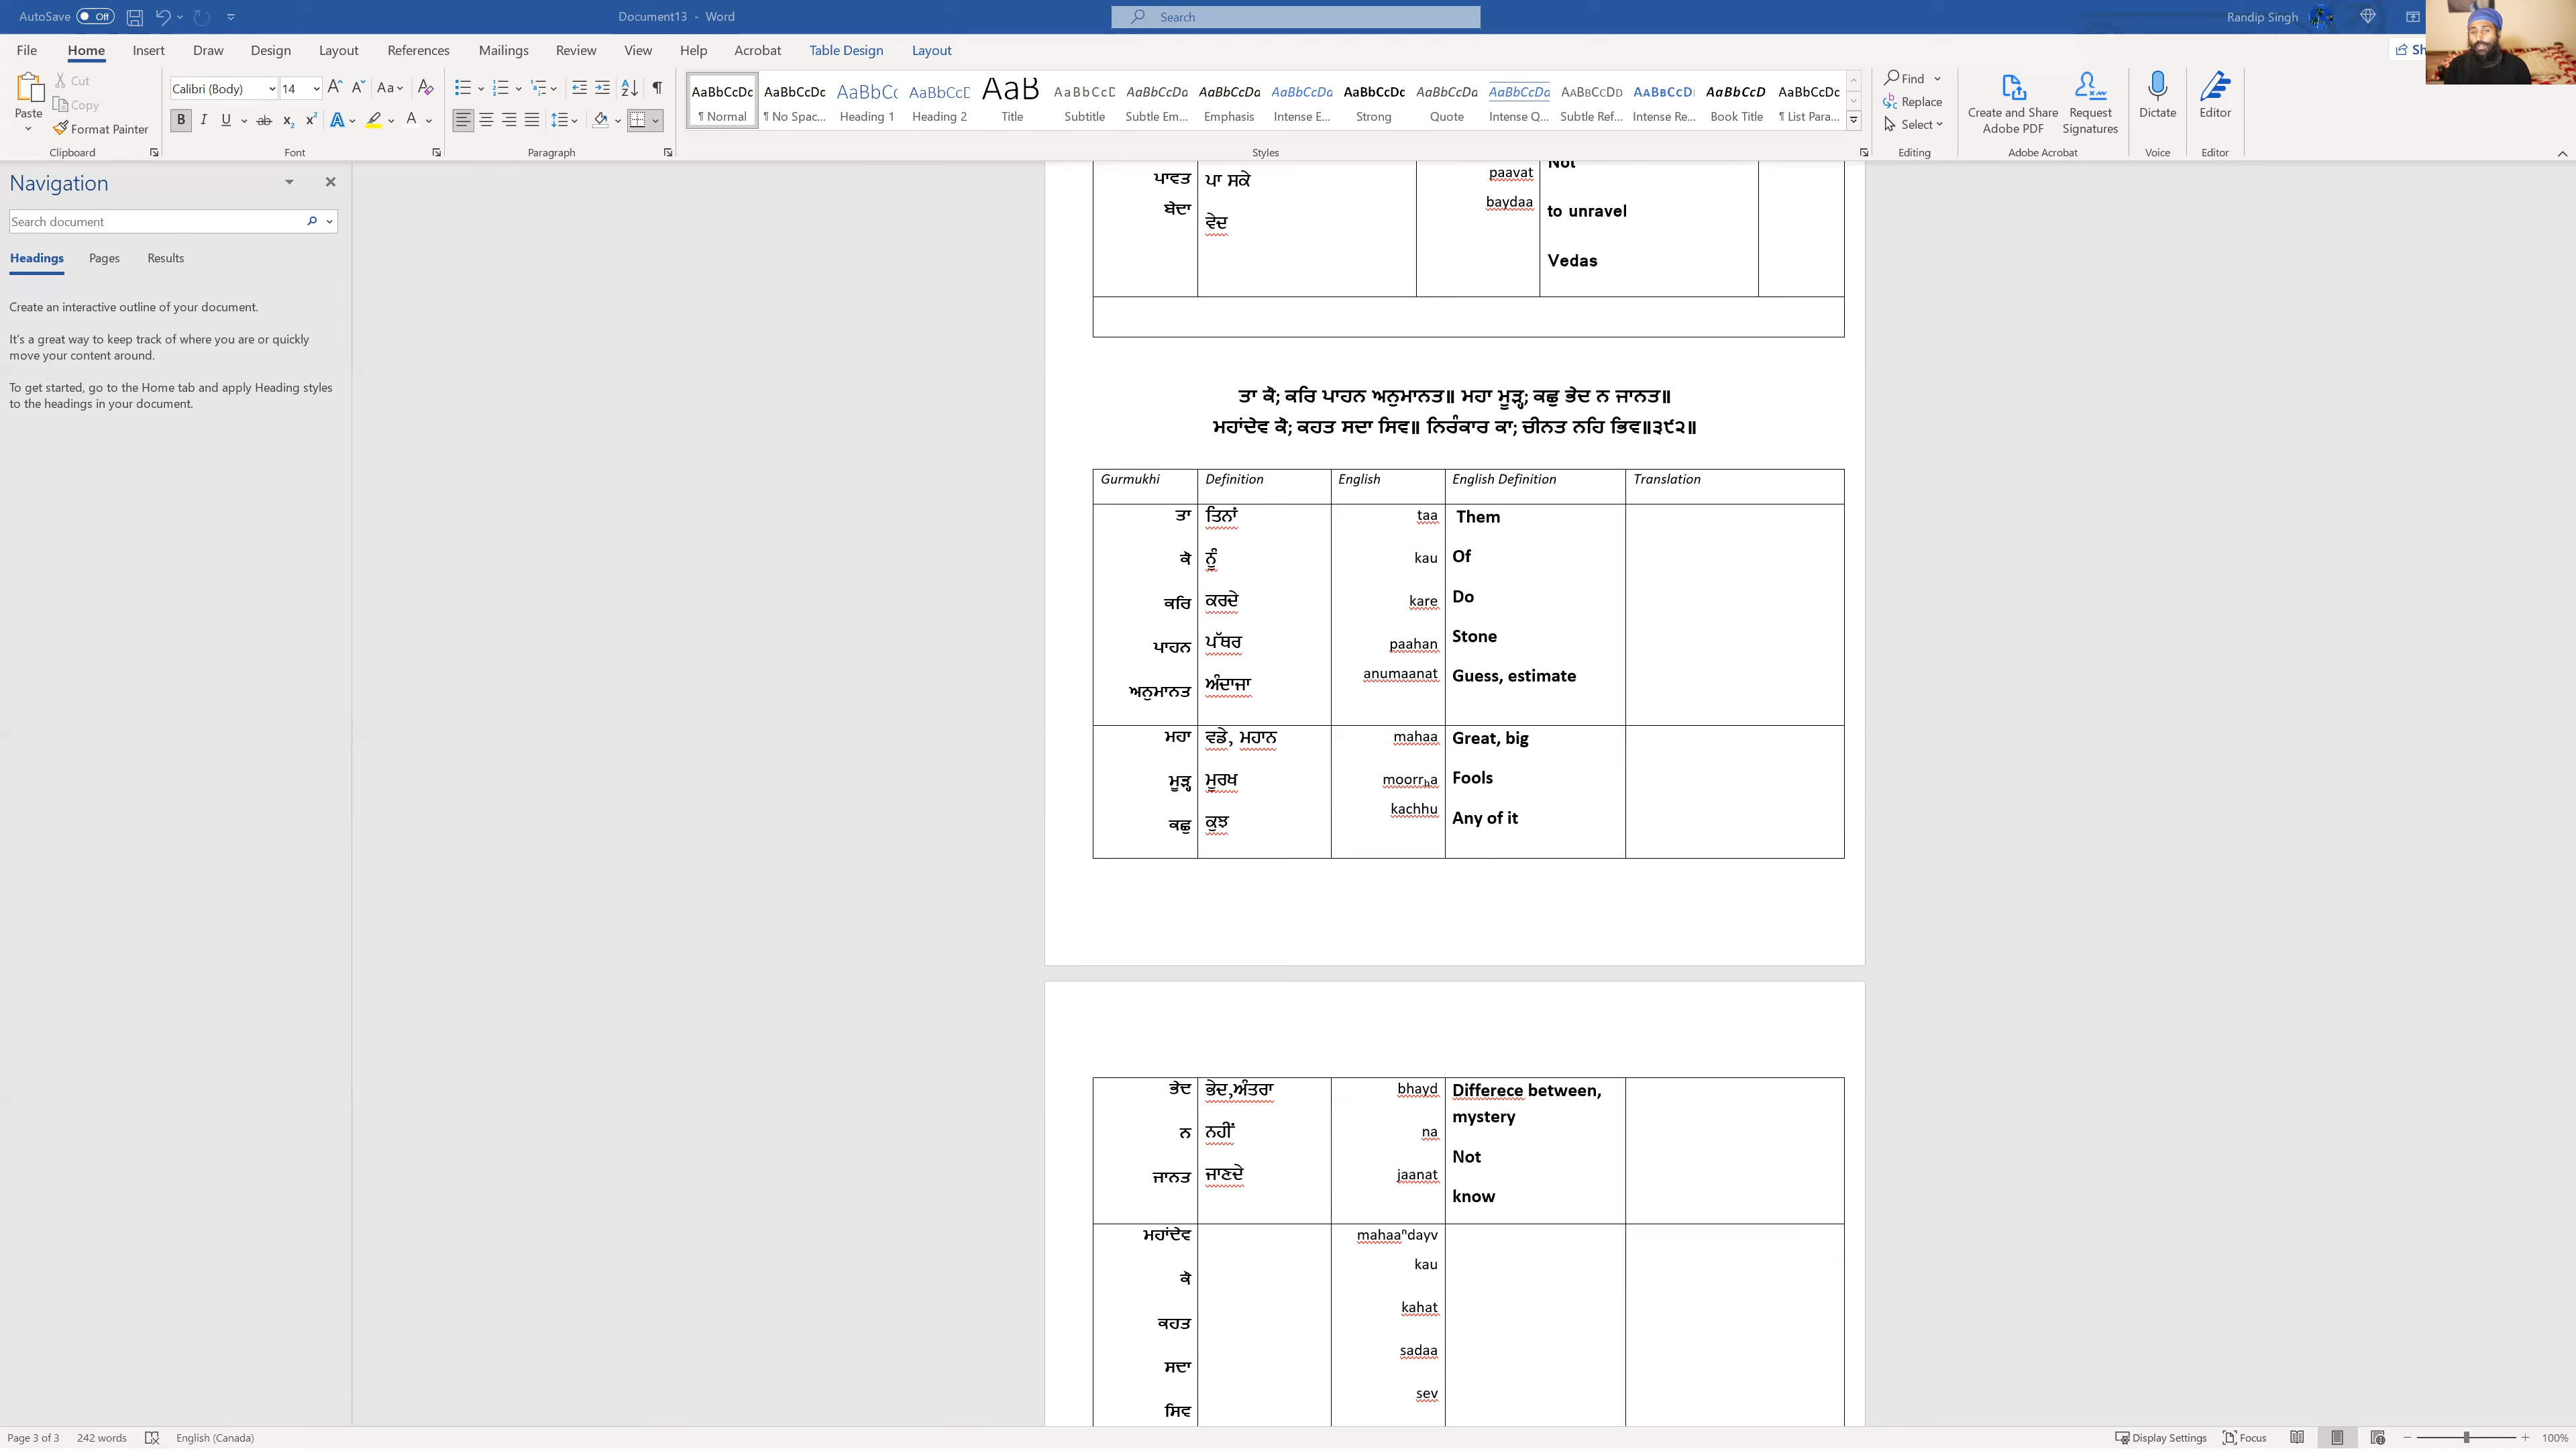 AutoSave Off Document13 - Word Search Randip Singh
File Home Insert Draw Design Layout References Mailings Review View Help Acrobat Table Design Layout
Paste Cut Copy Format Painter Clipboard
Calibri (Body) 14 Font
Paragraph
AaBbCcDc AaBbCcDc AaBbCc AaBbCcD AaB AaBbCcD AaBbCcDa AaBbCcDa AaBbCcDa AaBbCcDc AaBbCcDa AaBbCcDa AABBCCDD AABBCCDD AaBbCcD AaBbCcDc
¶ Normal ¶ No Spac... Heading 1 Heading 2 Title Subtitle Subtle Em... Emphasis Intense E... Strong Quote Intense Q... Subtle Ref... Intense Re... Book Title ¶ List Para...
Styles
Find Replace Select Editing
Create and Share Adobe PDF Request Signatures Adobe Acrobat
Dictate Voice
Editor Editor
Navigation
Search document
Headings Pages Results
Create an interactive outline of your document.
It's a great way to keep track of where you are or quickly
move your content around.
To get started, go to the Home tab and apply Heading styles
to the headings in your document.
Not
ਪਾਵਤ ਪਾ ਸਕੇ paavat to unravel
ਬੇਦਾ ਵੇਦ baydaa Vedas
ਤਾ ਕੋ; ਕਰਿ ਪਾਹਨ ਅਨੁਮਾਨਤ॥ ਮਹਾ ਮੂੜ੍ਹ; ਕਛੁ ਭੇਦ ਨ ਜਾਨਤ॥
ਮਹਾਂਦੇਵ ਕੋ; ਕਹਤ ਸਦਾ ਸਿਵ॥ ਨਿਰੰਕਾਰ ਕਾ; ਚੀਨਤ ਨਹਿ ਭਿਵ॥੩੯੨॥
Gurmukhi Definition English English Definition Translation
ਤਾ ਤਿਨਾਂ taa Them
ਕੋ ਨੂੰ kau Of
ਕਰਿ ਕਰਦੇ kare Do
ਪਾਹਨ ਪੱਥਰ paahan Stone
ਅਨੁਮਾਨਤ ਅੰਦਾਜਾ anumaanat Guess, estimate
ਮਹਾ ਵਡੇ, ਮਹਾਨ mahaa Great, big
ਮੂੜ੍ਹ ਮੂਰਖ moorrₕa Fools
ਕਛੁ ਕੁਝ kachhu Any of it
ਭੇਦ ਭੇਦ,ਅੰਤਰਾ bhayd Differece between,
mystery
ਨ ਨਹੀਂ na Not
ਜਾਨਤ ਜਾਣਦੇ jaanat know
ਮਹਾਂਦੇਵ mahaaⁿdayv
ਕੋ kau
ਕਹਤ kahat
ਸਦਾ sadaa
ਸਿਵ sev
Page 3 of 3 242 words English (Canada) Display Settings Focus 100%